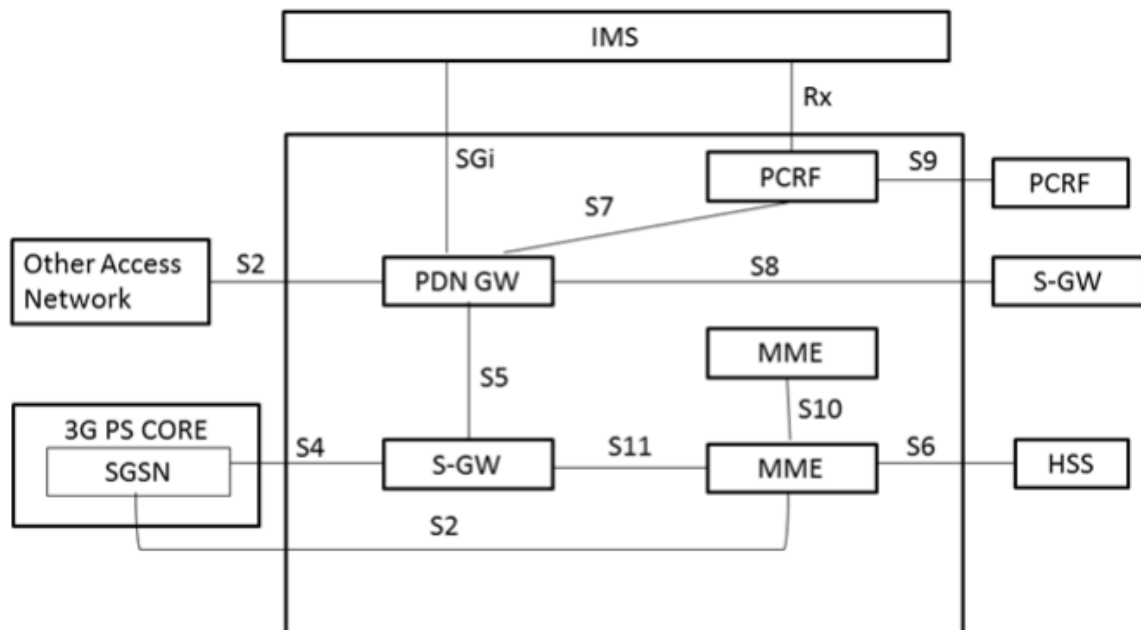 IMS
Rx
SGi
PCRF
S9
PCRF
S7
Other Access
Network
S2
PDN GW
S8
S-GW
MME
S5
S10
3G PS CORE
SGSN
S4
S-GW
S11
MME
S6
HSS
S2